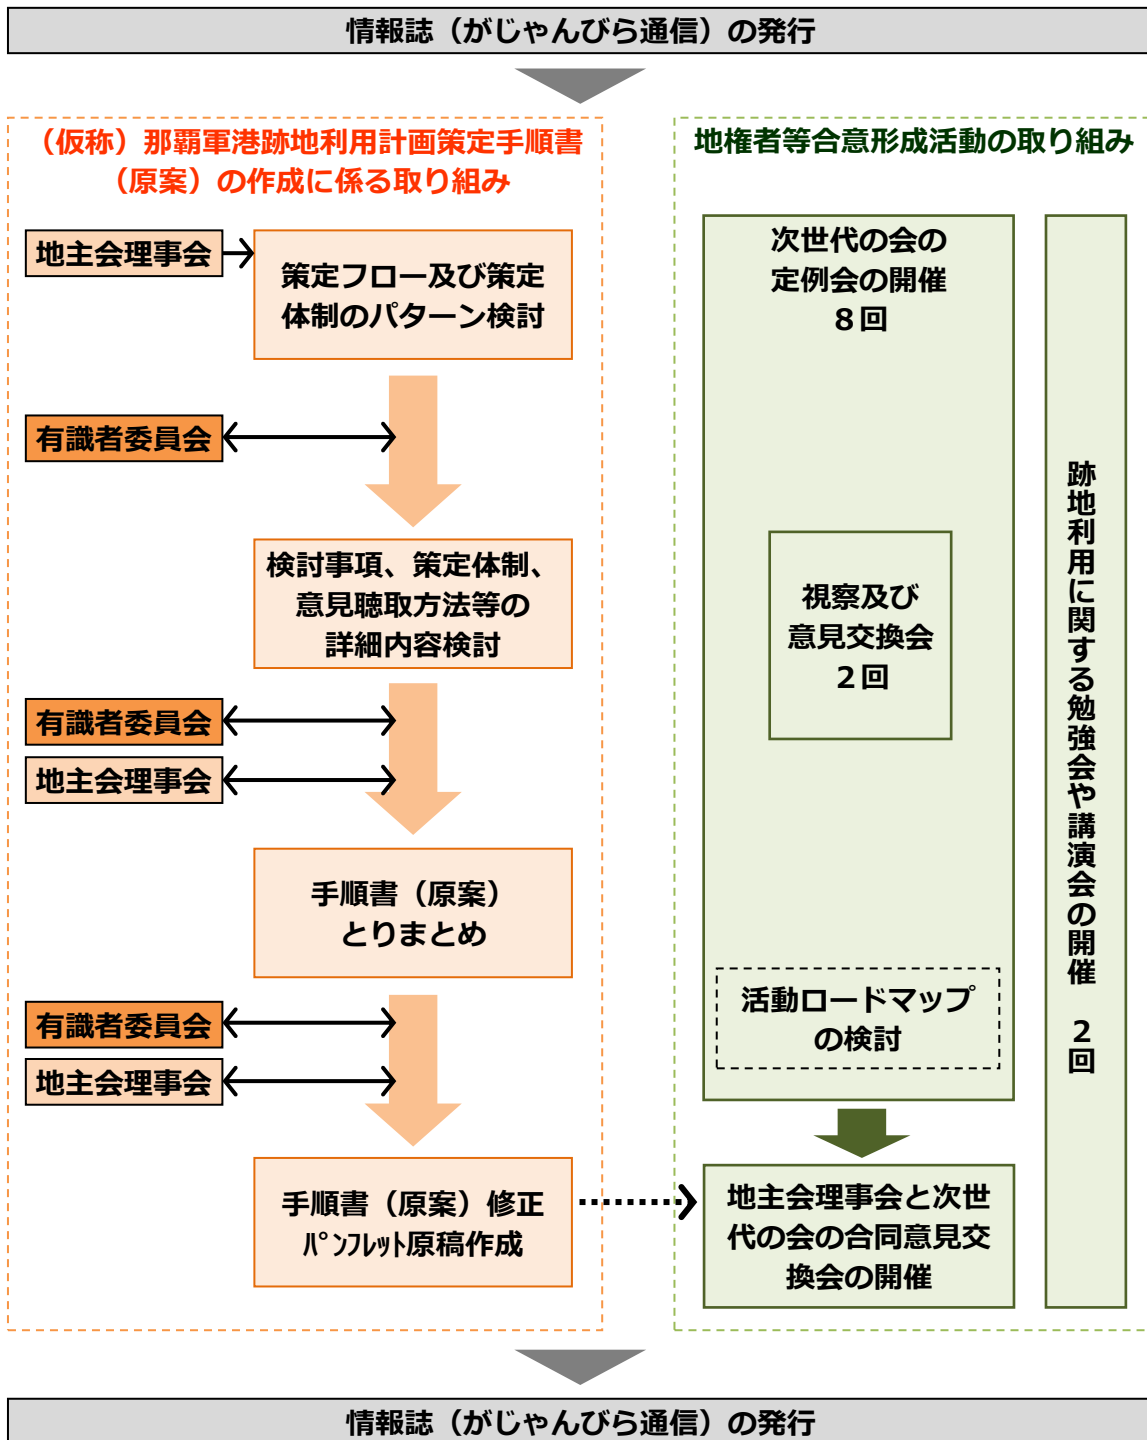 情報誌（がじゃんびら通信）の発行
（仮称）那覇軍港跡地利用計画策定手順書
（原案）の作成に係る取り組み
地主会理事会
策定フロー及び策定
体制のパターン検討
有識者委員会
検討事項、策定体制、
意見聴取方法等の
詳細内容検討
有識者委員会
地主会理事会
手順書（原案）
とりまとめ
有識者委員会
地主会理事会
手順書（原案）修正
ﾊﾟﾝﾌﾚｯﾄ原稿作成
地権者等合意形成活動の取り組み
次世代の会の
定例会の開催
８回
視察及び
意見交換会
２回
活動ロードマップ
の検討
地主会理事会と次世
代の会の合同意見交
換会の開催
跡地利用に関する勉強会や講演会の開催　２回
情報誌（がじゃんびら通信）の発行